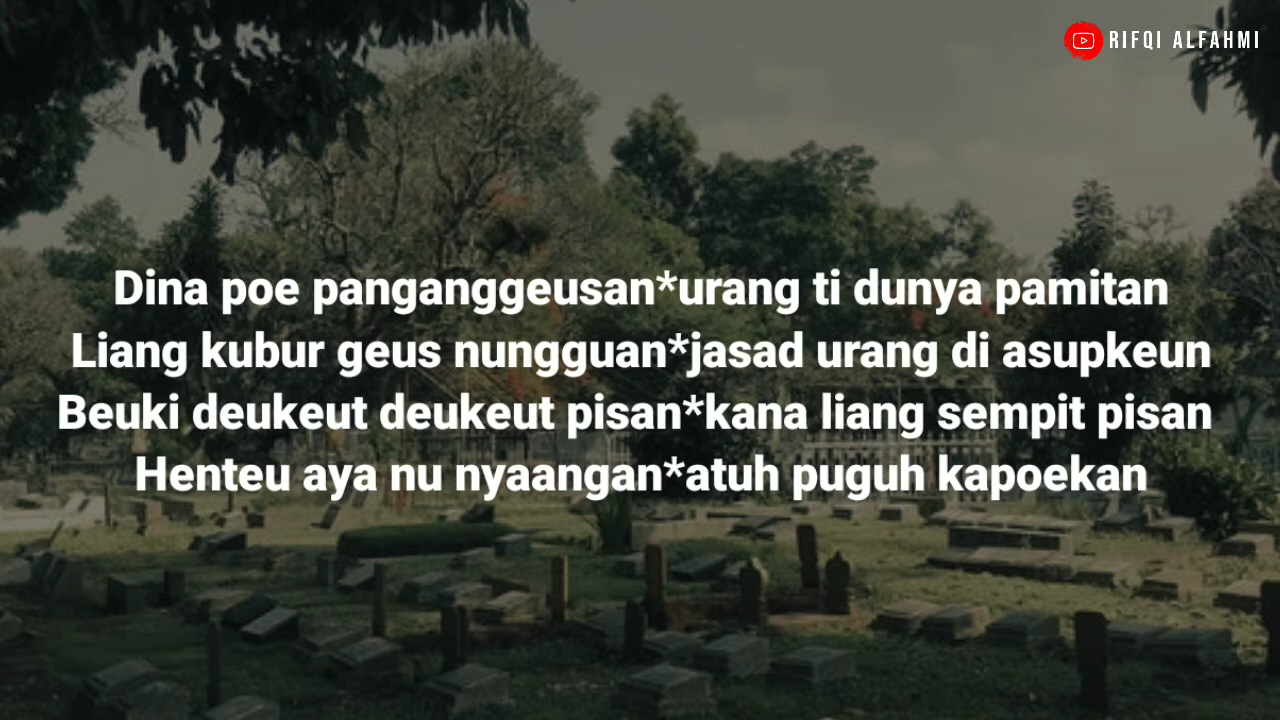 RIFQI ALFAHMI
Dina poe panganggeusan*urang ti dunya pamitan
Liang kubur geus nungguan*jasad urang di asupkeun
Beuki deukeut deukeut pisan*kana liang sempit pisan
Henteu aya nu nyaangan*atuh puguh kapoekan